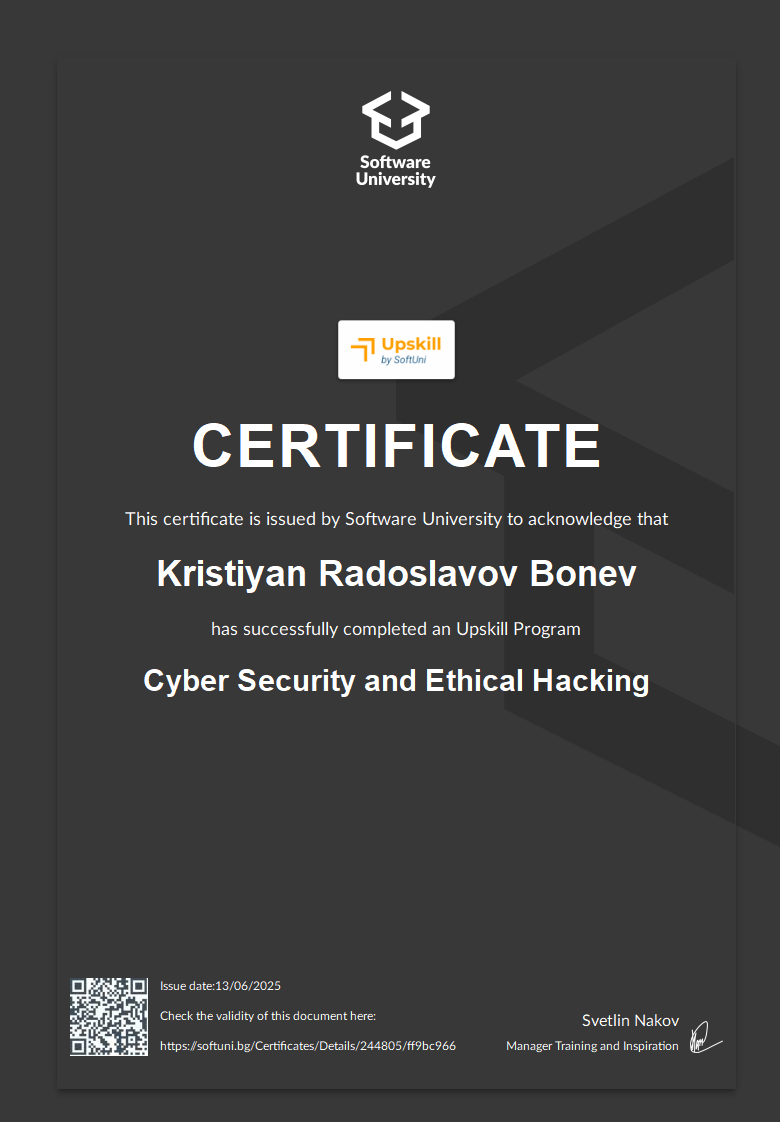 Software
University
Upskill
by SoftUni
CERTIFICATE
This certificate is issued by Software University to acknowledge that
Kristiyan Radoslavov Bonev
has successfully completed an Upskill Program
Cyber Security and Ethical Hacking
Issue date:13/06/2025
Check the validity of this document here:
https://softuni.bg/Certificates/Details/244805/ff9bc966
Svetlin Nakov
Manager Training and Inspiration